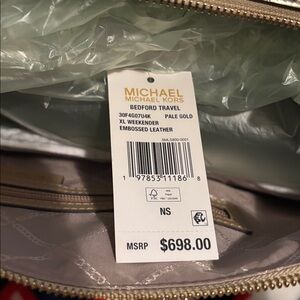 MICHAEL
MICHAEL KORS
BEDFORD TRAVEL
30F4G07U4K PALE GOLD
XL WEEKENDER
EMBOSSED LEATHER
1 97853 11186 8
NS
MSRP $698.00